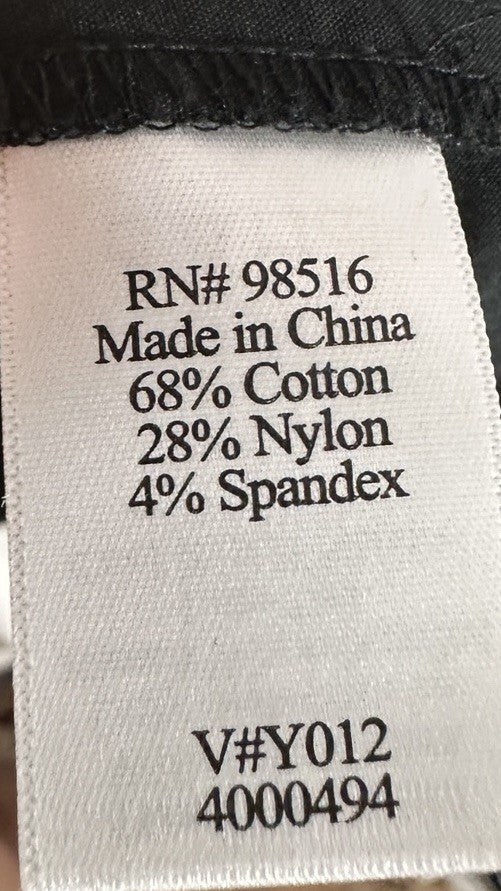 RN# 98516
Made in China
68% Cotton
28% Nylon
4% Spandex
V#Y012
4000494